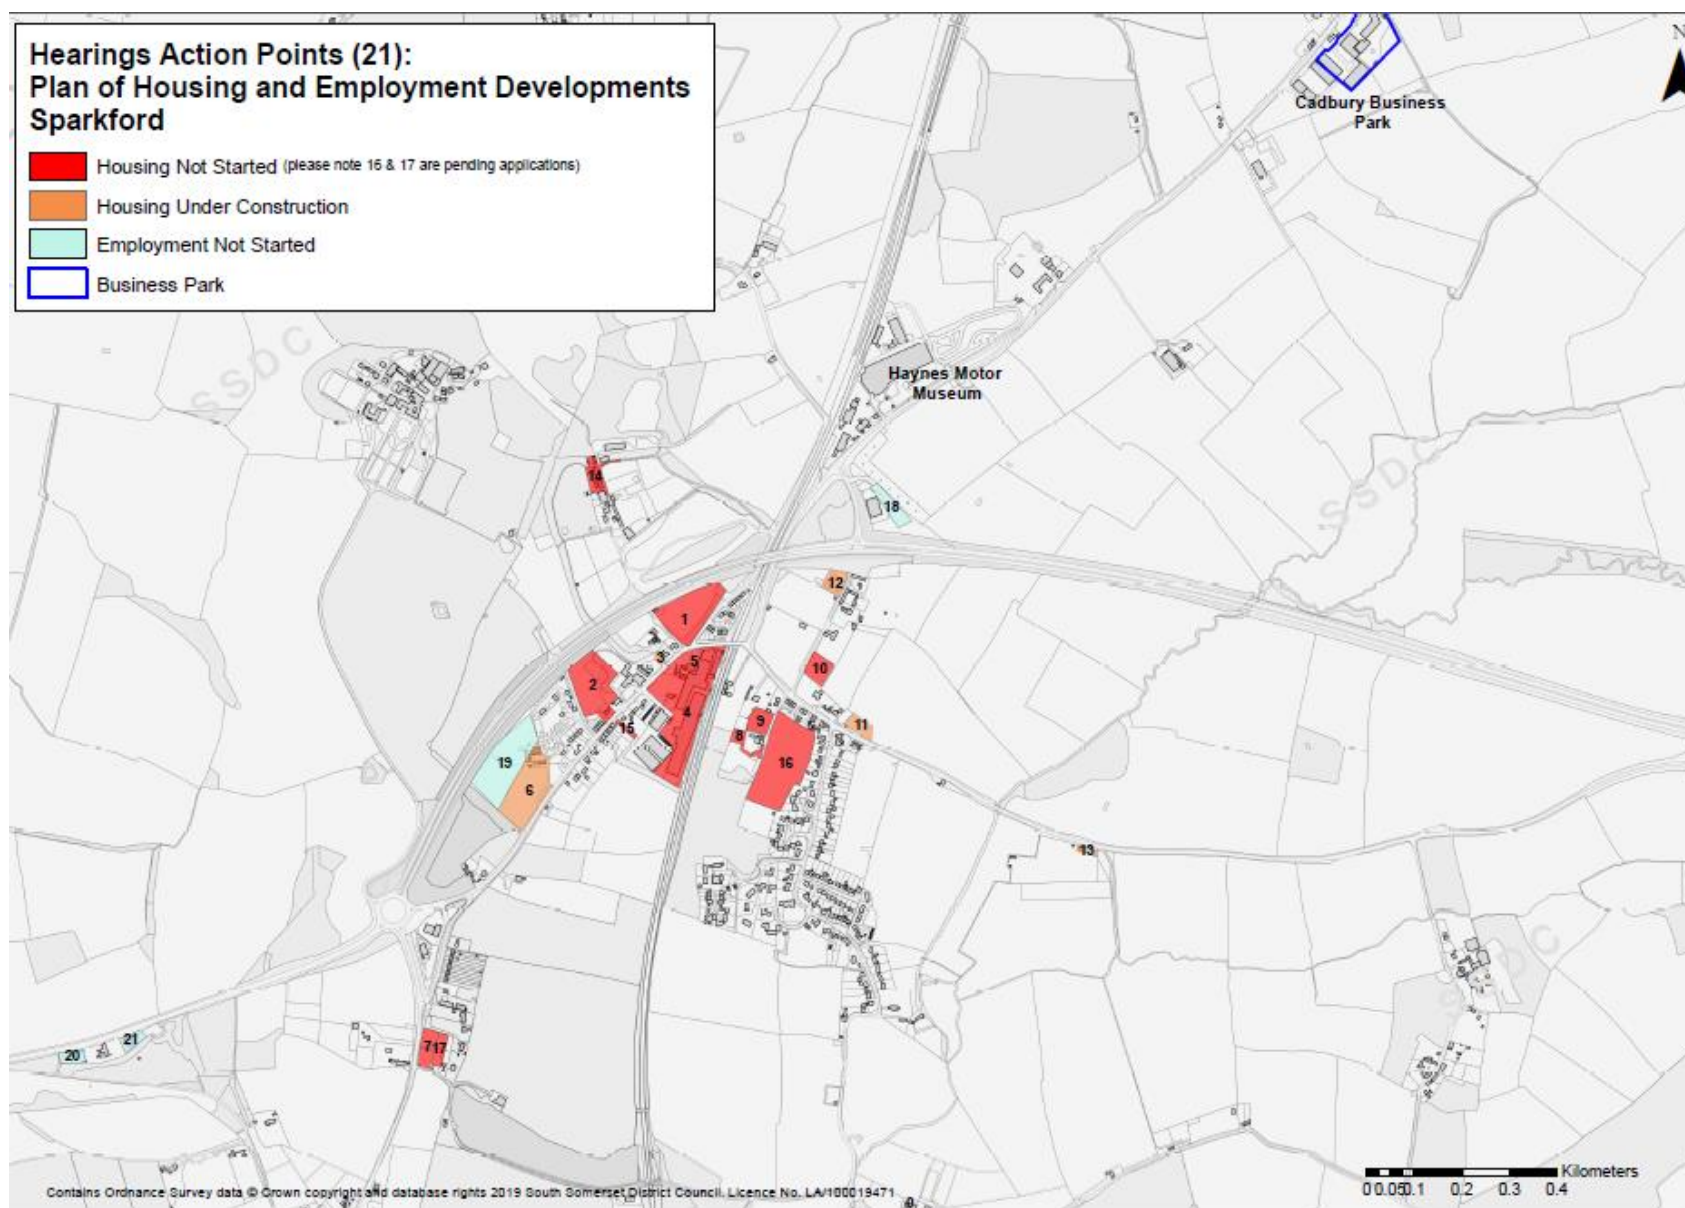 Hearings Action Points (21):
Plan of Housing and Employment Developments
Sparkford
Housing Not Started (please note 16 & 17 are pending applications)
Housing Under Construction
Employment Not Started
Business Park
N
Cadbury Business
Park
SSDC
Haynes Motor
Museum
SSDC
14
18
12
1
3
5
10
2
4
9
11
15
8
19
16
6
13
DC
S
21
20
717
Kilometers
0 0.05 0.1 0.2 0.3 0.4
Contains Ordnance Survey data © Crown copyright and database rights 2019 South Somerset District Council. Licence No. LA/100019471